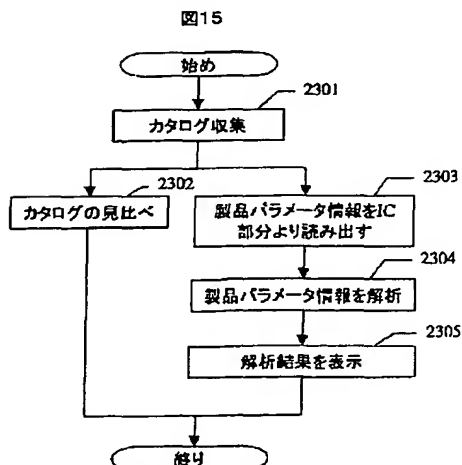 図15
始め
2301
カタログ収集
2302
カタログの見比べ
2303
製品パラメータ情報をIC
部分より読み出す
2304
製品パラメータ情報を解析
2305
解析結果を表示
終り